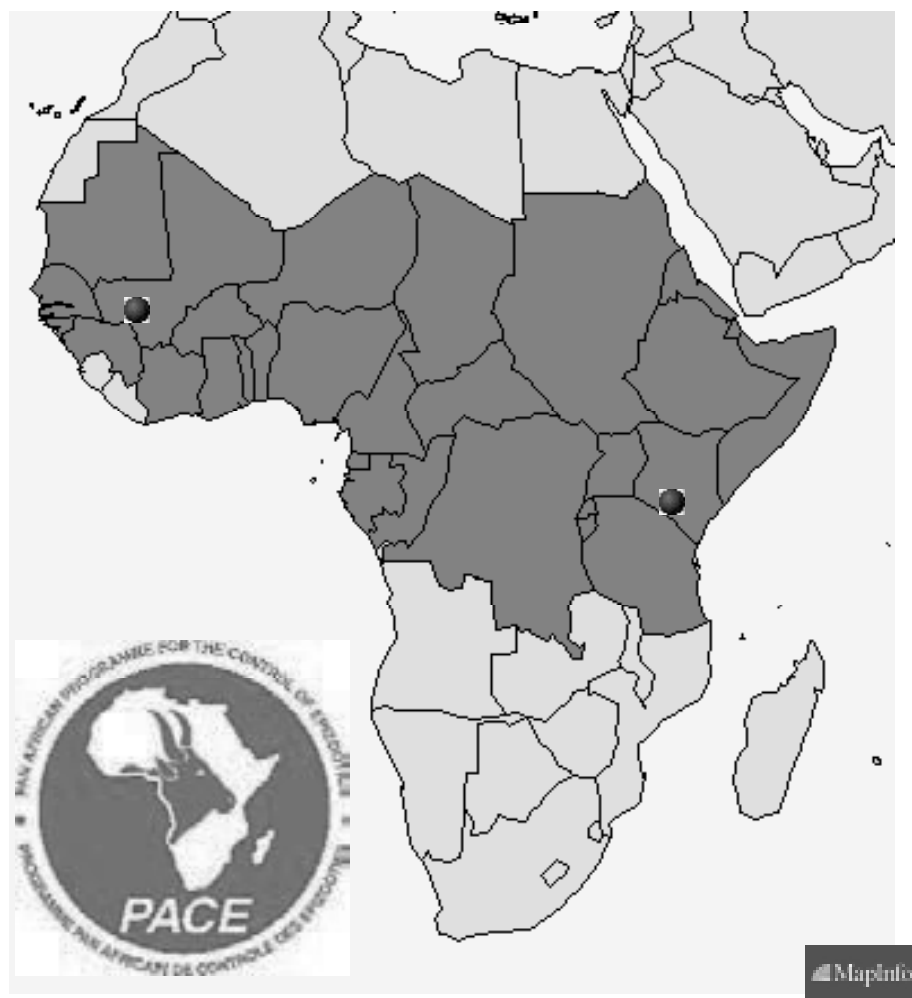 PAN AFRICAN PROGRAMME FOR THE CONTROL OF EPIZOOTICS
PACE
PROGRAMME PAN AFRICAIN DE CONTROLE DES EPIZOOTIES
MapInfo